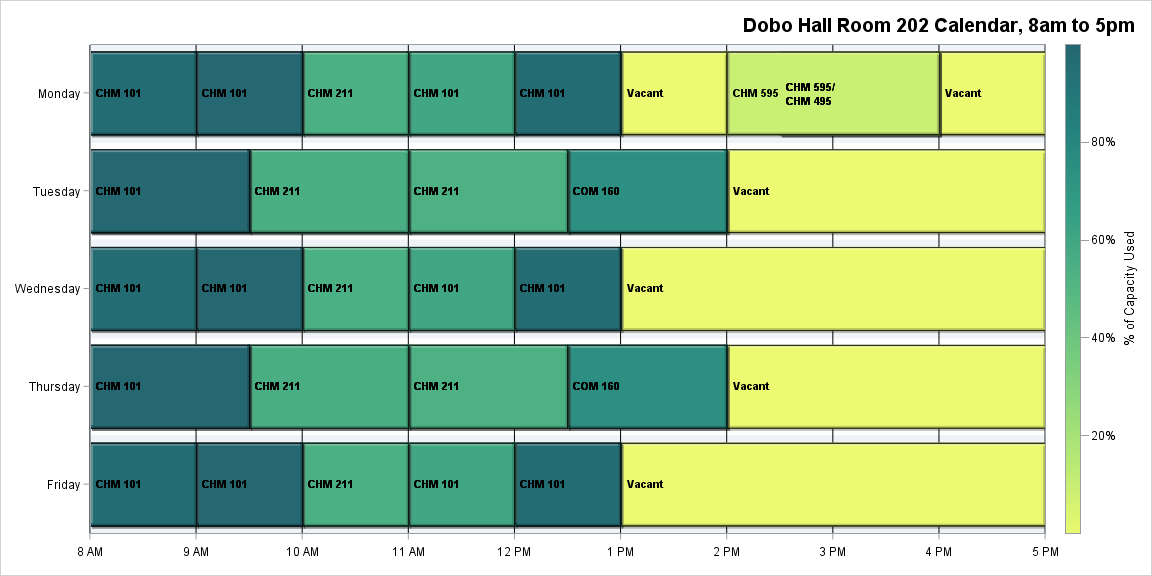 Dobo Hall Room 202 Calendar, 8am to 5pm
Monday
CHM 101
CHM 101
CHM 211
CHM 101
CHM 101
Vacant
CHM 595
CHM 595/
CHM 495
Vacant
Tuesday
CHM 101
CHM 211
CHM 211
COM 160
Vacant
Wednesday
CHM 101
CHM 101
CHM 211
CHM 101
CHM 101
Vacant
Thursday
CHM 101
CHM 211
CHM 211
COM 160
Vacant
Friday
CHM 101
CHM 101
CHM 211
CHM 101
CHM 101
Vacant
8 AM
9 AM
10 AM
11 AM
12 PM
1 PM
2 PM
3 PM
4 PM
5 PM
80%
60%
40%
20%
% of Capacity Used